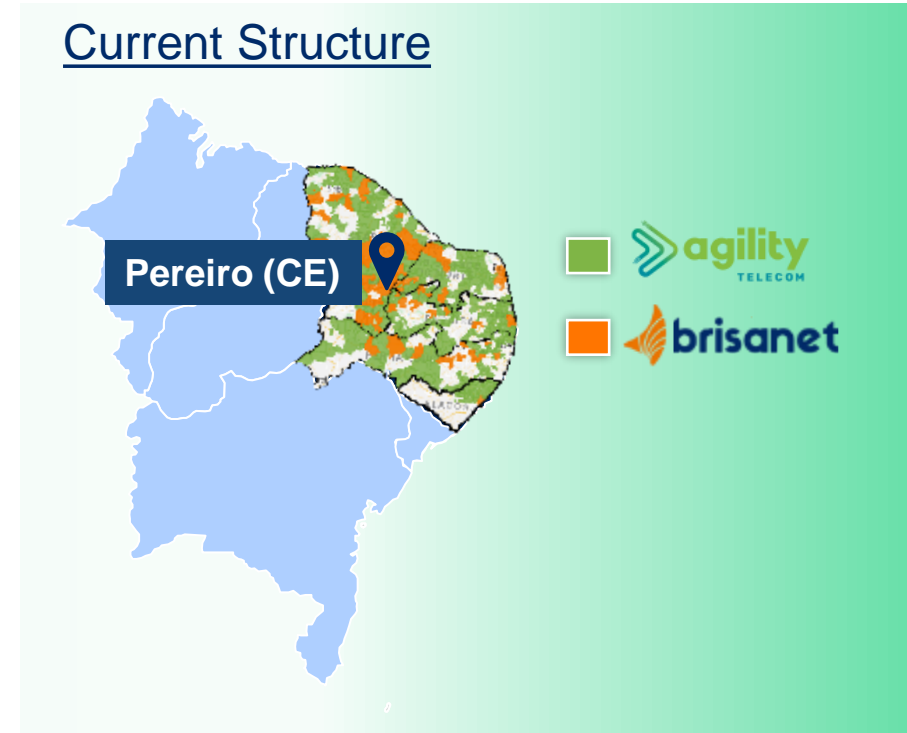 Current Structure
Pereiro (CE)
agility
TELECOM
brisanet